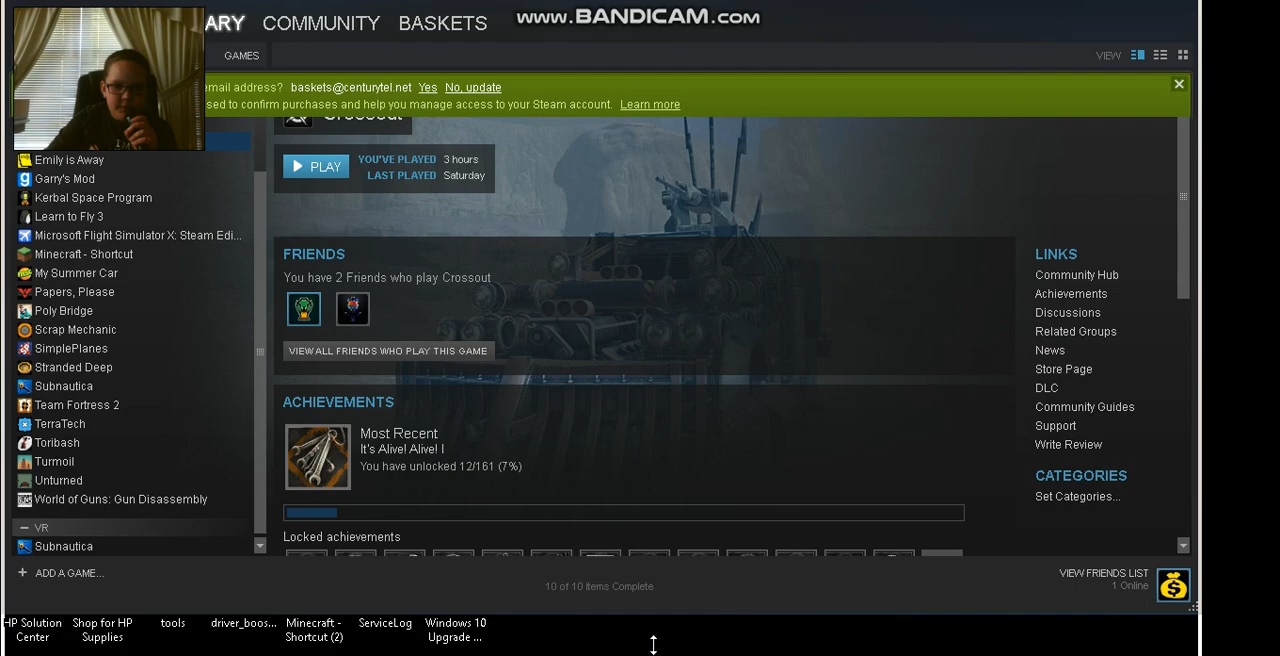 ARY COMMUNITY BASKETS
www.BANDICAM.com
GAMES
VIEW
email address? baskets@centurytel.net Yes No, update
sed to confirm purchases and help you manage access to your Steam account. Learn more
Crossout
PLAY
YOU'VE PLAYED 3 hours
LAST PLAYED Saturday
Emily is Away
Garry's Mod
Kerbal Space Program
Learn to Fly 3
Microsoft Flight Simulator X: Steam Edi...
Minecraft - Shortcut
My Summer Car
Papers, Please
Poly Bridge
Scrap Mechanic
SimplePlanes
Stranded Deep
Subnautica
Team Fortress 2
TerraTech
Toribash
Turmoil
Unturned
World of Guns: Gun Disassembly
VR
Subnautica
+ ADD A GAME...
FRIENDS
You have 2 Friends who play Crossout
VIEW ALL FRIENDS WHO PLAY THIS GAME
ACHIEVEMENTS
Most Recent
It's Alive! Alive! I
You have unlocked 12/161 (7%)
Locked achievements
LINKS
Community Hub
Achievements
Discussions
Related Groups
News
Store Page
DLC
Community Guides
Support
Write Review
CATEGORIES
Set Categories...
10 of 10 Items Complete
VIEW FRIENDS LIST
1 Online
HP Solution Center
Shop for HP Supplies
tools
driver_boos...
Minecraft - Shortcut (2)
ServiceLog
Windows 10 Upgrade ...